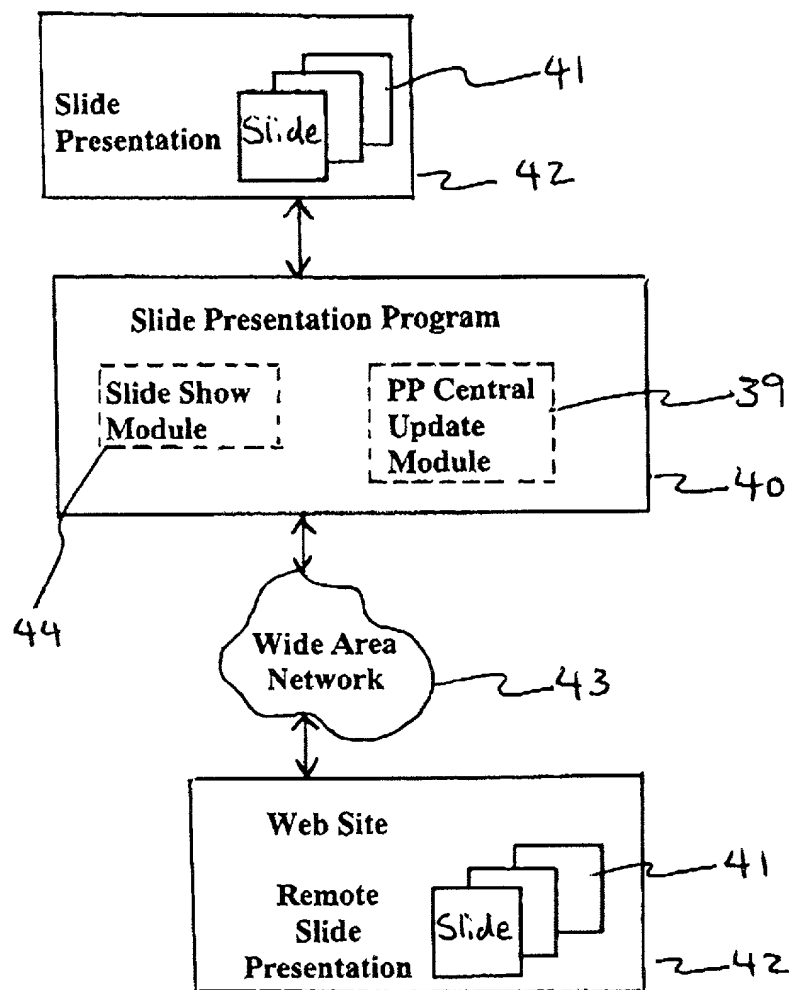 41
Slide
Presentation
Slide
42
Slide Presentation Program
Slide Show
Module
PP Central
Update
Module
39
40
44
Wide Area
Network
43
Web Site
41
Remote
Slide
Presentation
Slide
42